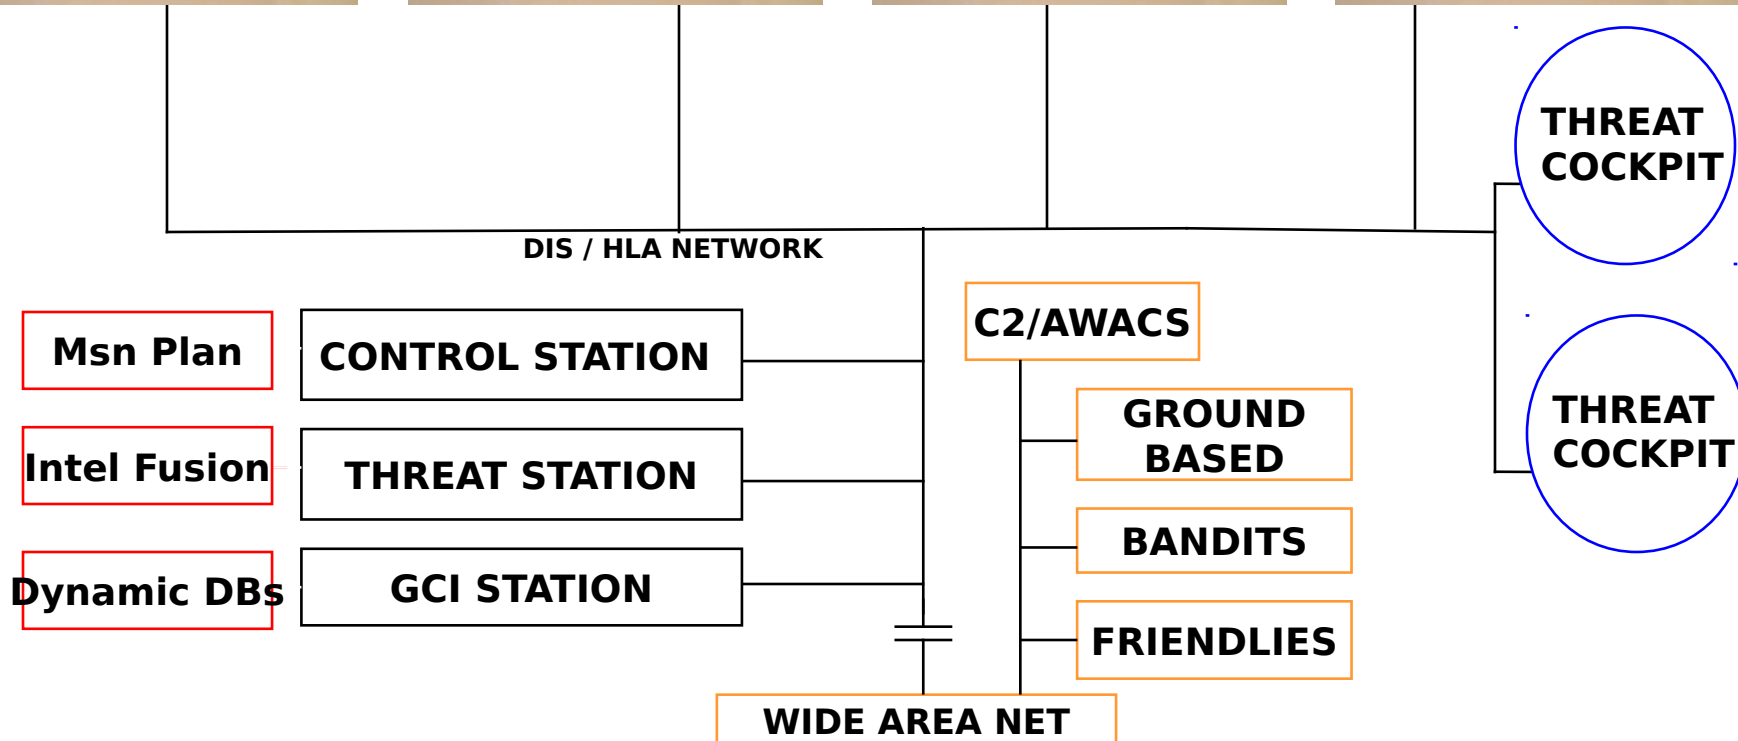 THREAT
COCKPIT
DIS / HLA NETWORK
C2/AWACS
Msn Plan
CONTROL STATION
GROUND
BASED
THREAT
COCKPIT
Intel Fusion
THREAT STATION
BANDITS
Dynamic DBs
GCI STATION
FRIENDLIES
WIDE AREA NET